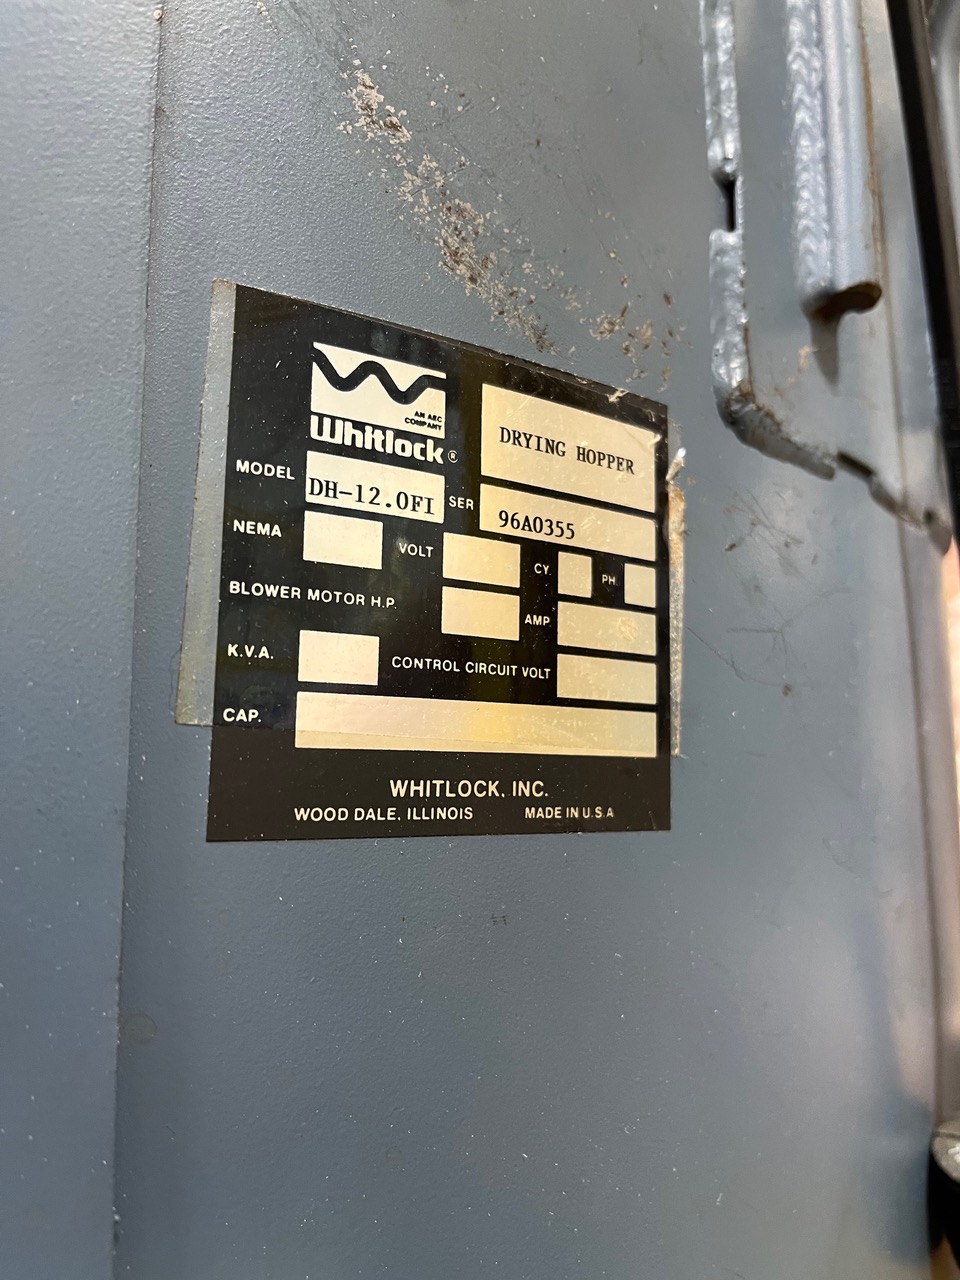 AN AEC
COMPANY
Whitlock®
DRYING HOPPER
MODEL DH-12.0FI SER 96A0355
NEMA VOLT CY. PH.
BLOWER MOTOR H.P. AMP.
K.V.A. CONTROL CIRCUIT VOLT
CAP.
WHITLOCK, INC.
WOOD DALE, ILLINOIS MADE IN U.S.A